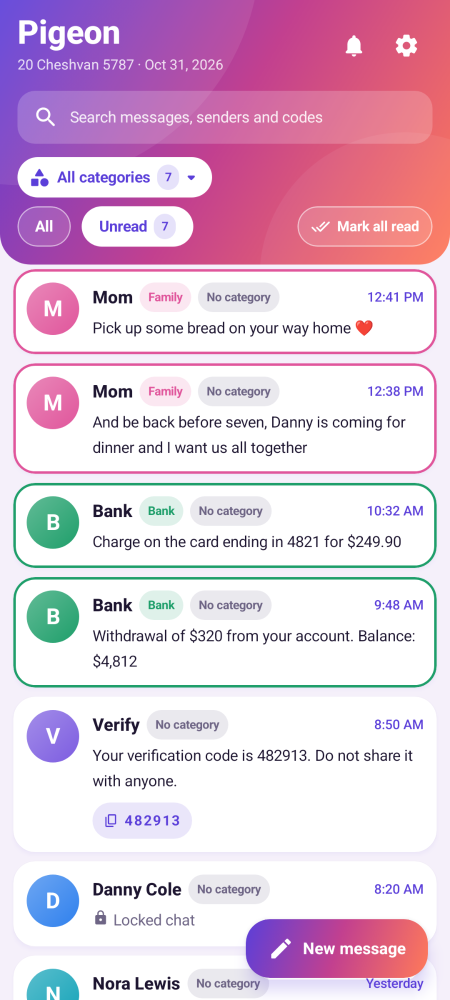 Pigeon
20 Cheshvan 5787 · Oct 31, 2026
Search messages, senders and codes
All categories 7
All
Unread 7
Mark all read
M
Mom Family No category 12:41 PM
Pick up some bread on your way home ❤️
M
Mom Family No category 12:38 PM
And be back before seven, Danny is coming for
dinner and I want us all together
B
Bank Bank No category 10:32 AM
Charge on the card ending in 4821 for $249.90
B
Bank Bank No category 9:48 AM
Withdrawal of $320 from your account. Balance:
$4,812
V
Verify No category 8:50 AM
Your verification code is 482913. Do not share it
with anyone.
482913
D
Danny Cole No category 8:20 AM
Locked chat
New message
N
Nora Lewis No category Yesterday